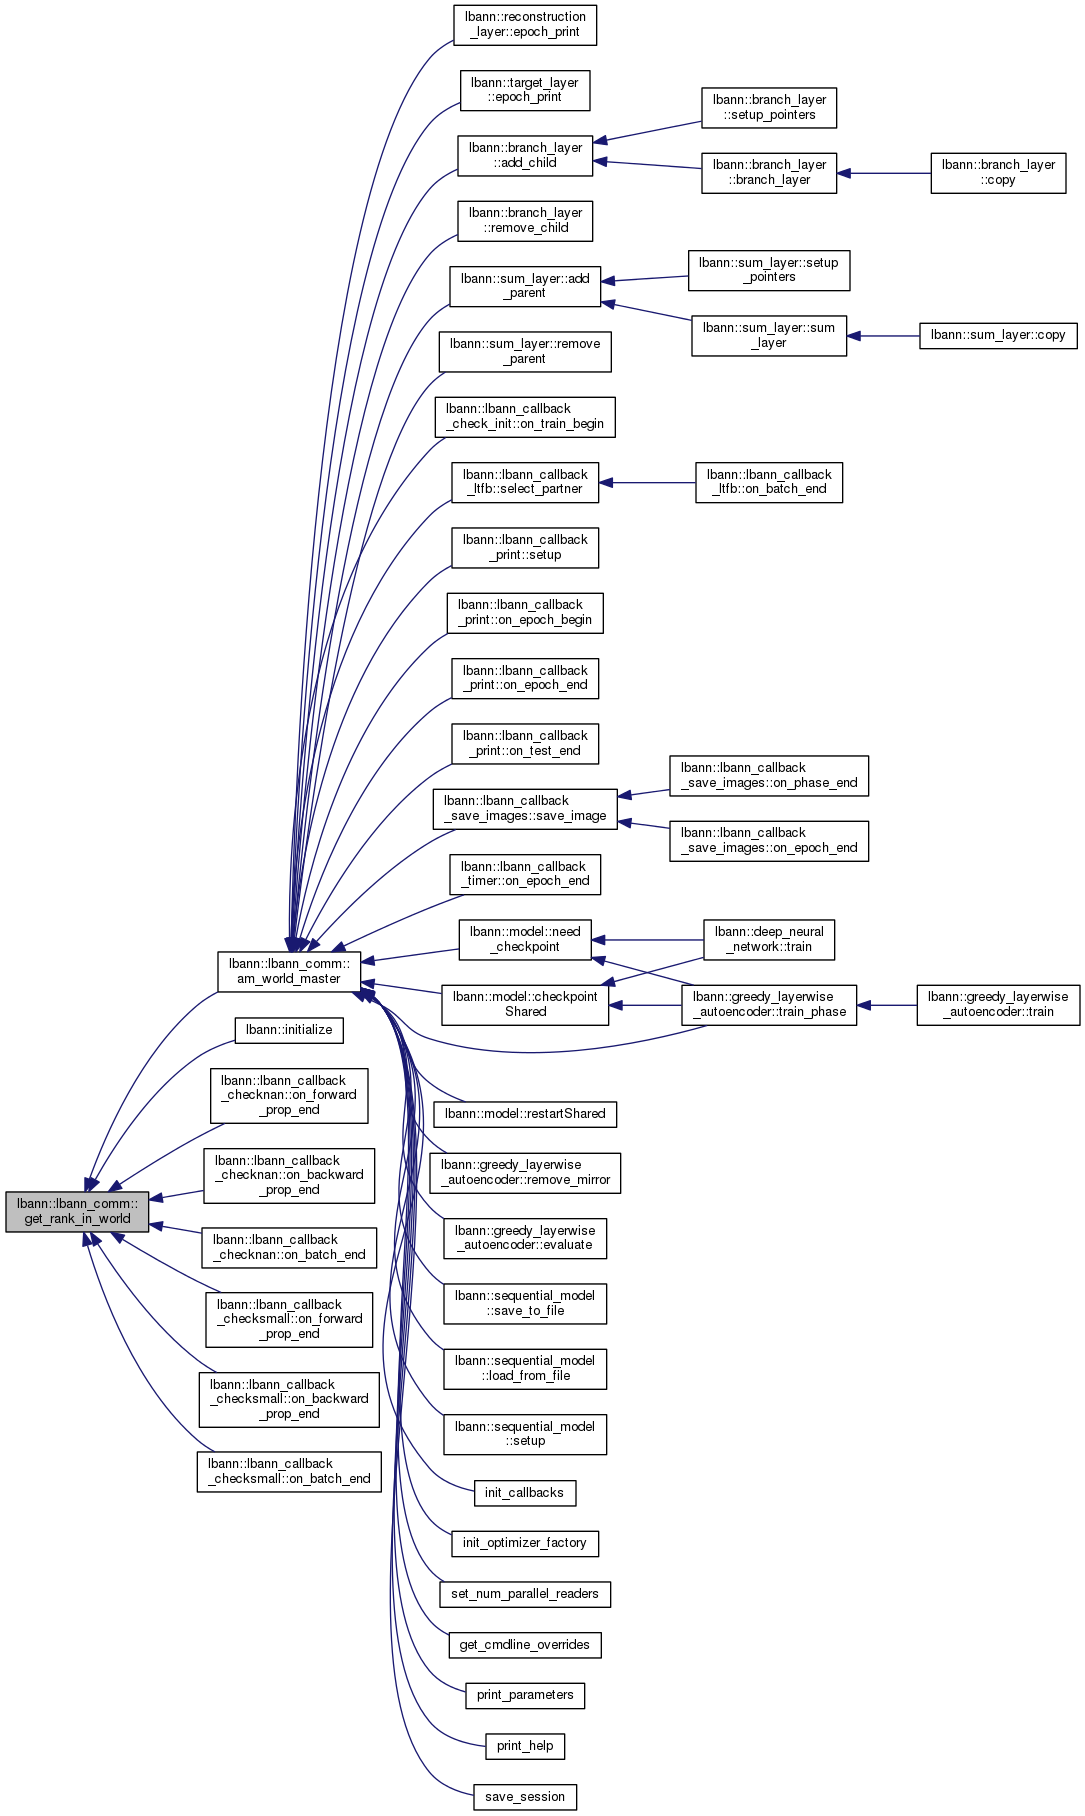 lbann::reconstruction
_layer::epoch_print
lbann::target_layer
::epoch_print
lbann::branch_layer
::setup_pointers
lbann::branch_layer
::add_child
lbann::branch_layer
::branch_layer
lbann::branch_layer
::copy
lbann::branch_layer
::remove_child
lbann::sum_layer::setup
_pointers
lbann::sum_layer::add
_parent
lbann::sum_layer::sum
_layer
lbann::sum_layer::copy
lbann::sum_layer::remove
_parent
lbann::lbann_callback
_check_init::on_train_begin
lbann::lbann_callback
_ltfb::select_partner
lbann::lbann_callback
_ltfb::on_batch_end
lbann::lbann_callback
_print::setup
lbann::lbann_callback
_print::on_epoch_begin
lbann::lbann_callback
_print::on_epoch_end
lbann::lbann_callback
_print::on_test_end
lbann::lbann_callback
_save_images::on_phase_end
lbann::lbann_callback
_save_images::save_image
lbann::lbann_callback
_save_images::on_epoch_end
lbann::lbann_callback
_timer::on_epoch_end
lbann::model::need
_checkpoint
lbann::deep_neural
_network::train
lbann::lbann_comm::
am_world_master
lbann::model::checkpoint
Shared
lbann::greedy_layerwise
_autoencoder::train_phase
lbann::greedy_layerwise
_autoencoder::train
lbann::initialize
lbann::lbann_callback
_checknan::on_forward
_prop_end
lbann::model::restartShared
lbann::lbann_callback
_checknan::on_backward
_prop_end
lbann::greedy_layerwise
_autoencoder::remove_mirror
lbann::lbann_comm::
get_rank_in_world
lbann::lbann_callback
_checknan::on_batch_end
lbann::greedy_layerwise
_autoencoder::evaluate
lbann::lbann_callback
_checksmall::on_forward
_prop_end
lbann::sequential_model
::save_to_file
lbann::sequential_model
::load_from_file
lbann::lbann_callback
_checksmall::on_backward
_prop_end
lbann::sequential_model
::setup
lbann::lbann_callback
_checksmall::on_batch_end
init_callbacks
init_optimizer_factory
set_num_parallel_readers
get_cmdline_overrides
print_parameters
print_help
save_session